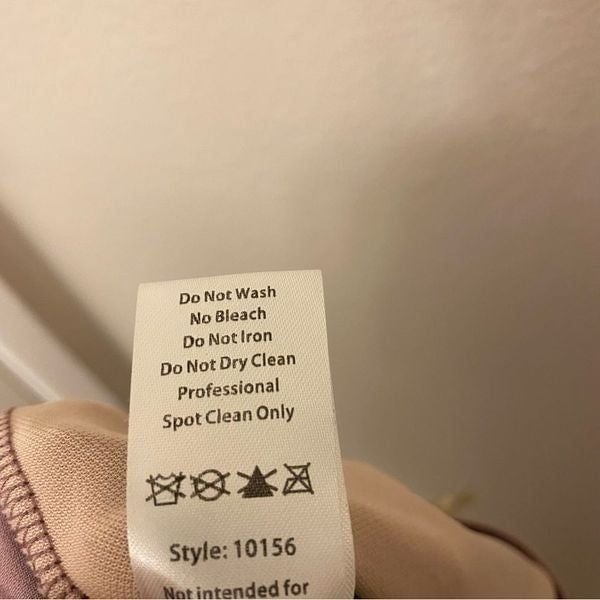 Do Not Wash
No Bleach
Do Not Iron
Do Not Dry Clean
Professional
Spot Clean Only
Style: 10156
Not intended for